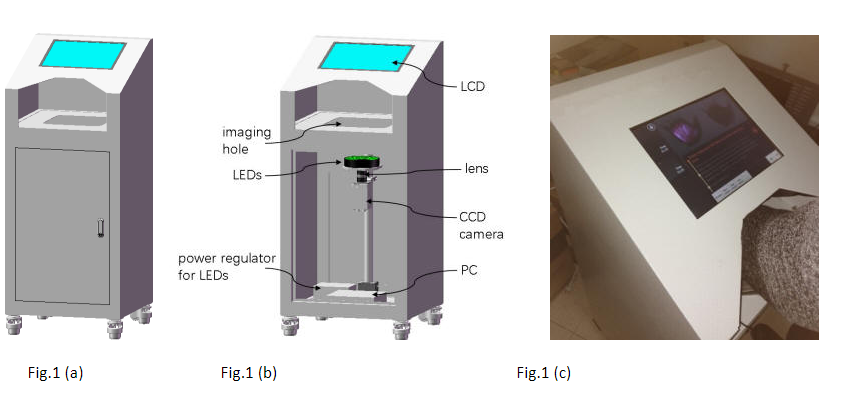 LCD
imaging
hole
LEDs
lens
CCD
camera
power regulator
for LEDs
PC
Fig.1 (a)
Fig.1 (b)
Fig.1 (c)